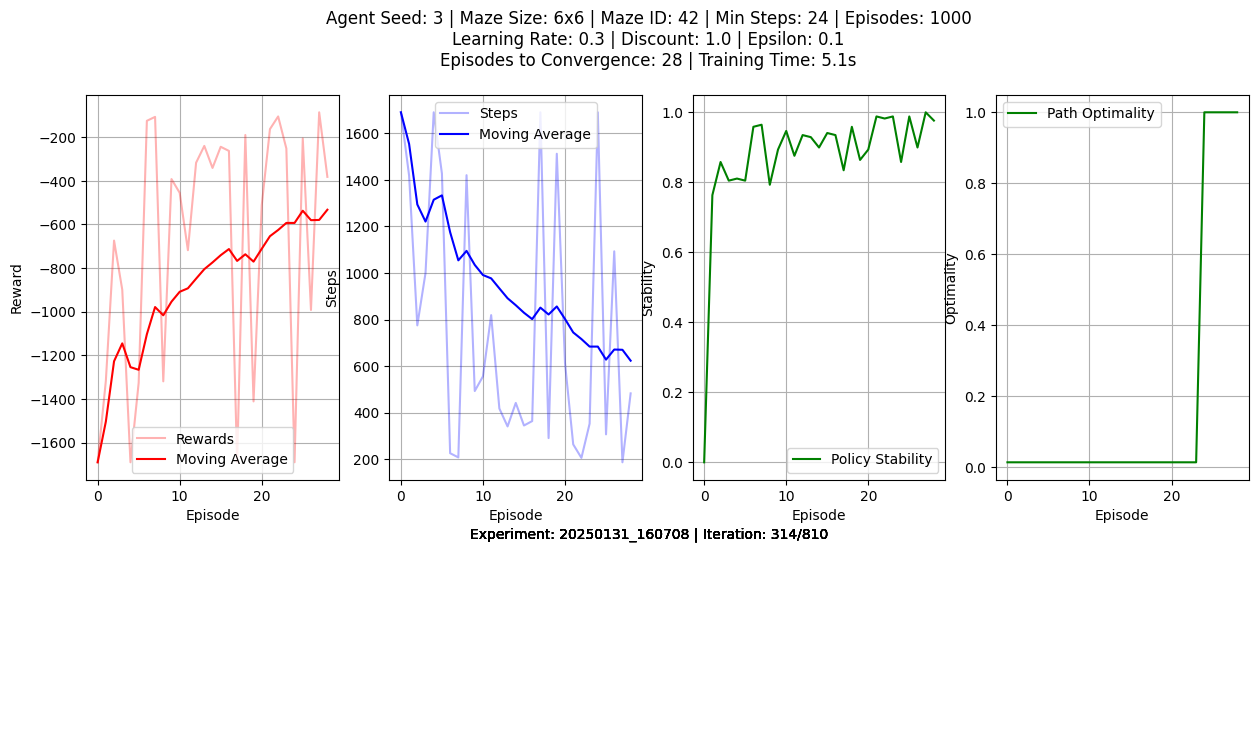 Agent Seed: 3 | Maze Size: 6x6 | Maze ID: 42 | Min Steps: 24 | Episodes: 1000
Learning Rate: 0.3 | Discount: 1.0 | Epsilon: 0.1
Episodes to Convergence: 28 | Training Time: 5.1s
Reward
−200
−400
−600
−800
−1000
−1200
−1400
−1600
Rewards
Moving Average
0
10
20
Episode
Steps
1600
1400
1200
1000
800
600
400
200
Steps
Moving Average
0
10
20
Episode
Stability
1.0
0.8
0.6
0.4
0.2
0.0
Policy Stability
0
10
20
Episode
Optimality
1.0
0.8
0.6
0.4
0.2
0.0
Path Optimality
0
10
20
Episode
Experiment: 20250131_160708 | Iteration: 314/810